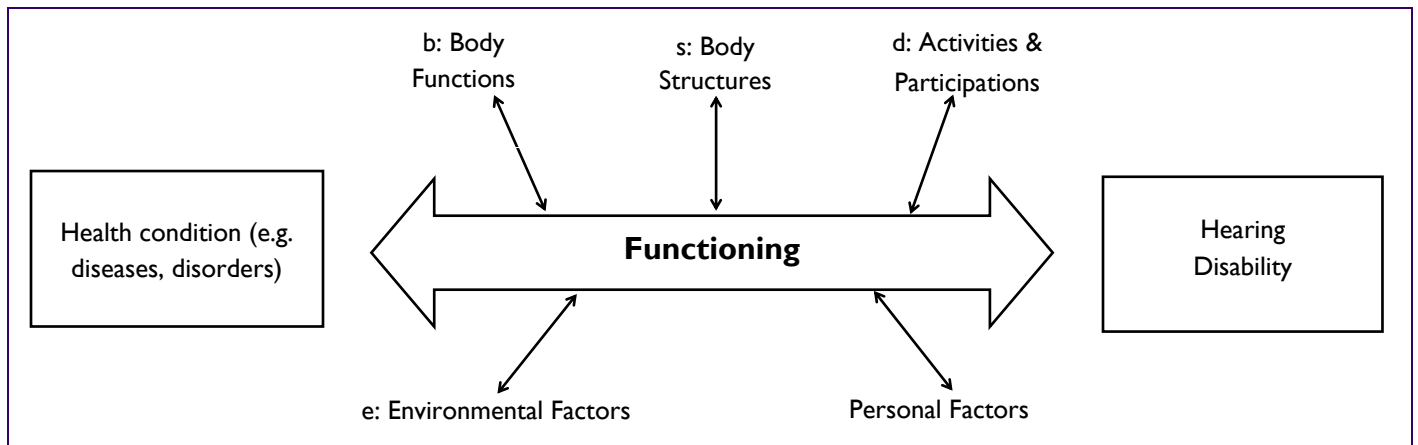 b: Body
Functions
s: Body
Structures
d: Activities &
Participations
Health condition (e.g.
diseases, disorders)
Functioning
Hearing
Disability
e: Environmental Factors
Personal Factors